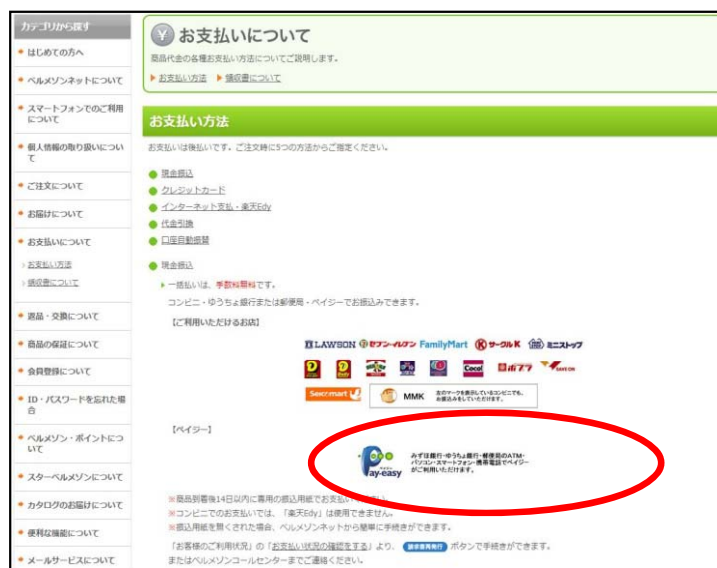 カテゴリから探す
はじめての方へ
ベルメゾンネットについて
スマートフォンでのご利用
について
個人情報の取り扱いについ
て
ご注文について
お届けについて
お支払いについて
お支払い方法
領収書について
返品・交換について
商品の保証について
会員登録について
ID・パスワードを忘れた場
合
ベルメゾン・ポイントにつ
いて
スターベルメゾンについて
カタログのお届けについて
便利な機能について
メールサービスについて
お支払いについて
商品代金の各種お支払い方法についてご説明します。
お支払い方法 領収書について
お支払い方法
お支払いは後払いです。ご注文時に5つの方法からご指定ください。
現金振込
クレジットカード
インターネット支払・楽天Edy
代金引換
口座自動振替
現金振込
一括払いは、手数料無料です。
コンビニ・ゆうちょ銀行または郵便局・ペイジーでお振込みできます。
【ご利用いただけるお店】
LAWSON セブン-イレブン FamilyMart サークルK ミニストップ
Cocoʻ ポプラ SAVE ON
Seicomart MMK 左のマークを表示しているコンビニでも、
お振込みをしていただけます。
【ペイジー】
Pay-easy
みずほ銀行・ゆうちょ銀行・郵便局のATM・
パソコン・スマートフォン・携帯電話でペイジー
がご利用いただけます。
※商品到着後14日以内に専用の振込用紙でお支払いください。
※コンビニでのお支払いでは、「楽天Edy」は使用できません。
※振込用紙を無くされた場合、ベルメゾンネットから簡単に手続きができます。
「お客様のご利用状況」の「お支払い状況の確認をする」より、 請求書再発行 ボタンで手続きができます。
またはベルメゾンコールセンターまでご連絡ください。